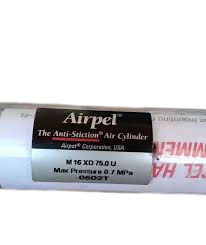 Airpel®
The Anti-Stiction® Air Cylinder
Airpot® Corporation, USA
M 16 XD 75.0 U
Max Pressure 0.7 MPa
0502T